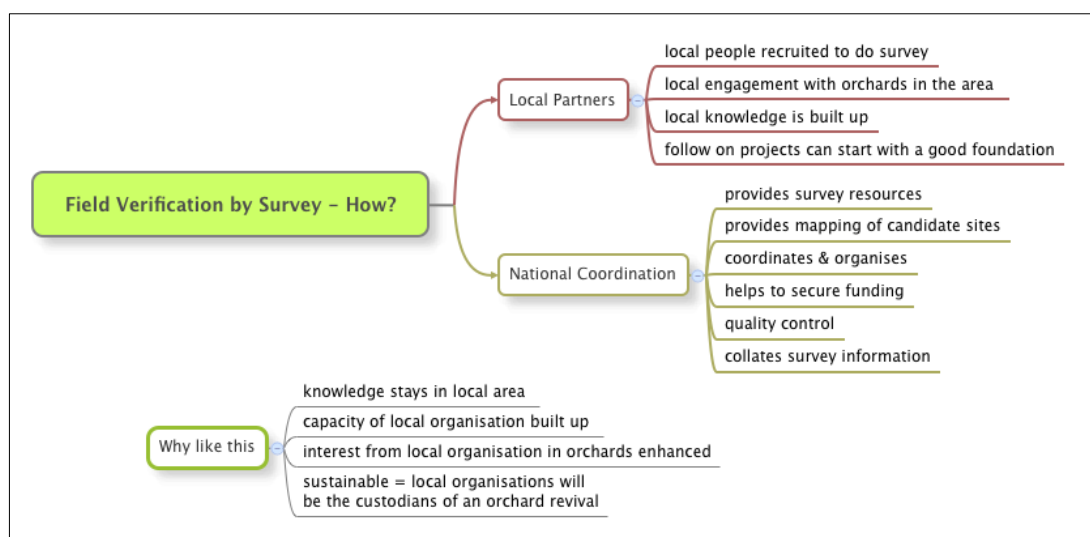 Field Verification by Survey – How?
Local Partners
local people recruited to do survey
local engagement with orchards in the area
local knowledge is built up
follow on projects can start with a good foundation
National Coordination
provides survey resources
provides mapping of candidate sites
coordinates & organises
helps to secure funding
quality control
collates survey information
Why like this
knowledge stays in local area
capacity of local organisation built up
interest from local organisation in orchards enhanced
sustainable = local organisations will
be the custodians of an orchard revival